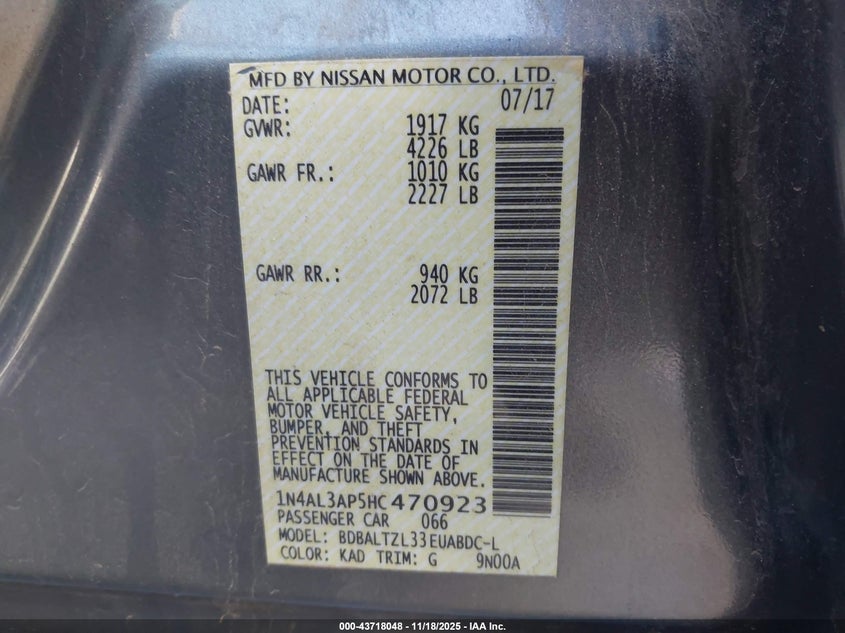 MFD BY NISSAN MOTOR CO., LTD.
DATE: 07/17
GVWR: 1917 KG
4226 LB
GAWR FR.: 1010 KG
2227 LB
GAWR RR.: 940 KG
2072 LB
THIS VEHICLE CONFORMS TO
ALL APPLICABLE FEDERAL
MOTOR VEHICLE SAFETY,
BUMPER, AND THEFT
PREVENTION STANDARDS IN
EFFECT ON THE DATE OF
MANUFACTURE SHOWN ABOVE.
1N4AL3AP5HC470923
PASSENGER CAR 066
MODEL: BDBALTZL33EUABDC-L
COLOR: KAD TRIM: G 9N00A
000-43718048 - 11/18/2025 - IAA Inc.